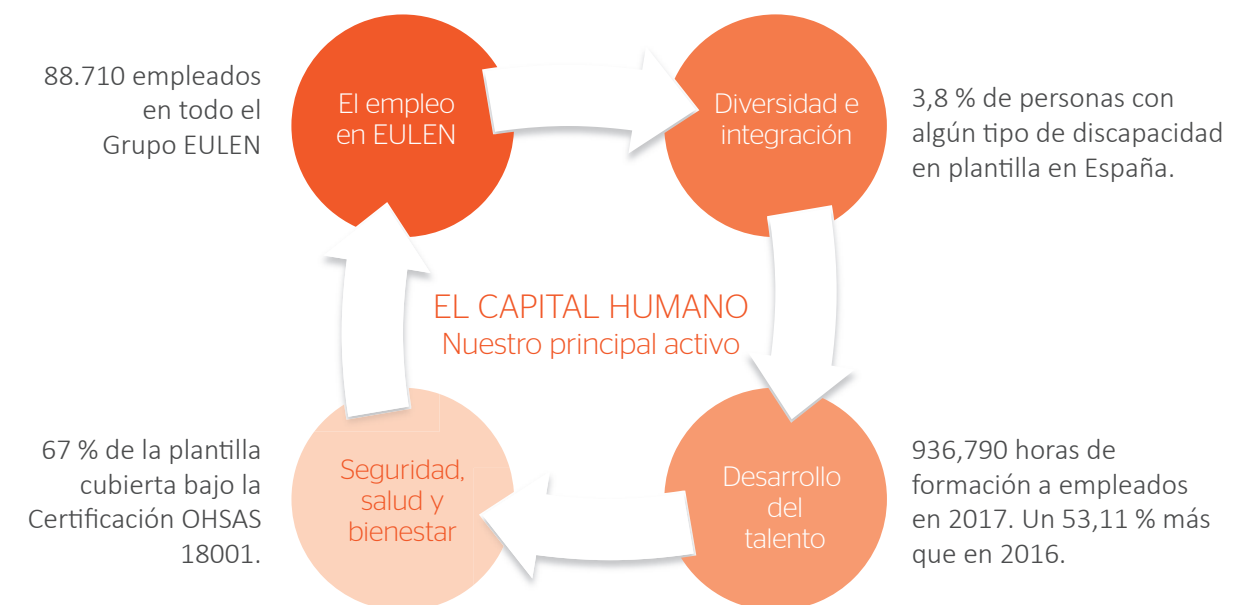 88.710 empleados
en todo el
Grupo EULEN
El empleo
en EULEN
Diversidad e
integración
3,8 % de personas con
algún tipo de discapacidad
en plantilla en España.
EL CAPITAL HUMANO
Nuestro principal activo
67 % de la plantilla
cubierta bajo la
Certificación OHSAS
18001.
Seguridad,
salud y
bienestar
Desarrollo
del
talento
936,790 horas de
formación a empleados
en 2017. Un 53,11 % más
que en 2016.